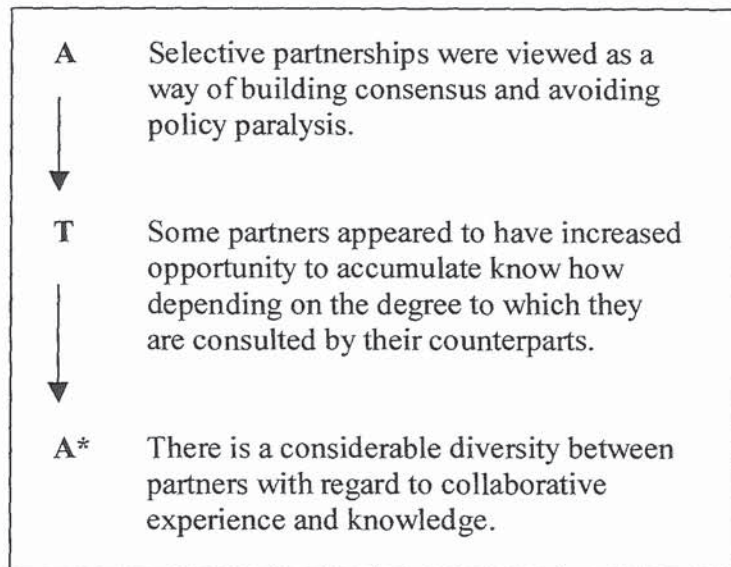 A Selective partnerships were viewed as a
way of building consensus and avoiding
policy paralysis.
T Some partners appeared to have increased
opportunity to accumulate know how
depending on the degree to which they
are consulted by their counterparts.
A* There is a considerable diversity between
partners with regard to collaborative
experience and knowledge.